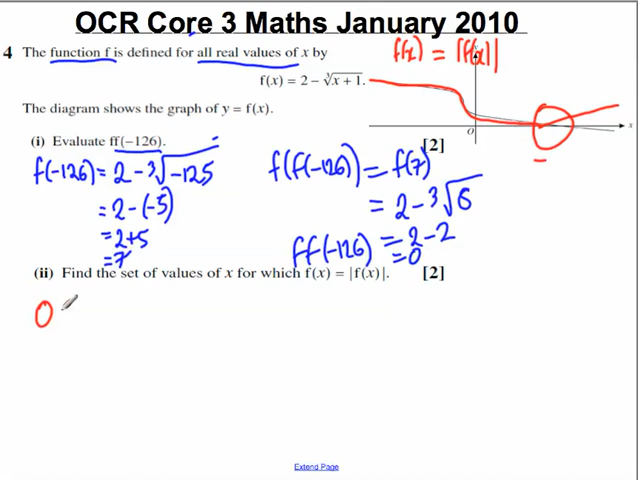 OCR Core 3 Maths January 2010
4 The function f is defined for all real values of x by
f(x) = |f(x)|
f(x) = 2 − ∛x + 1.
The diagram shows the graph of y = f(x).
x
O
(i) Evaluate ff(−126).
[2]
f(-126) = 2 - 3√-125
= 2 - (-5)
= 2+5
= 7
f(f(-126)) = f(7)
= 2 - 3√8
= 2 - 2
ff(-126) = 0
(ii) Find the set of values of x for which f(x) = |f(x)|. [2]
0
Extend Page